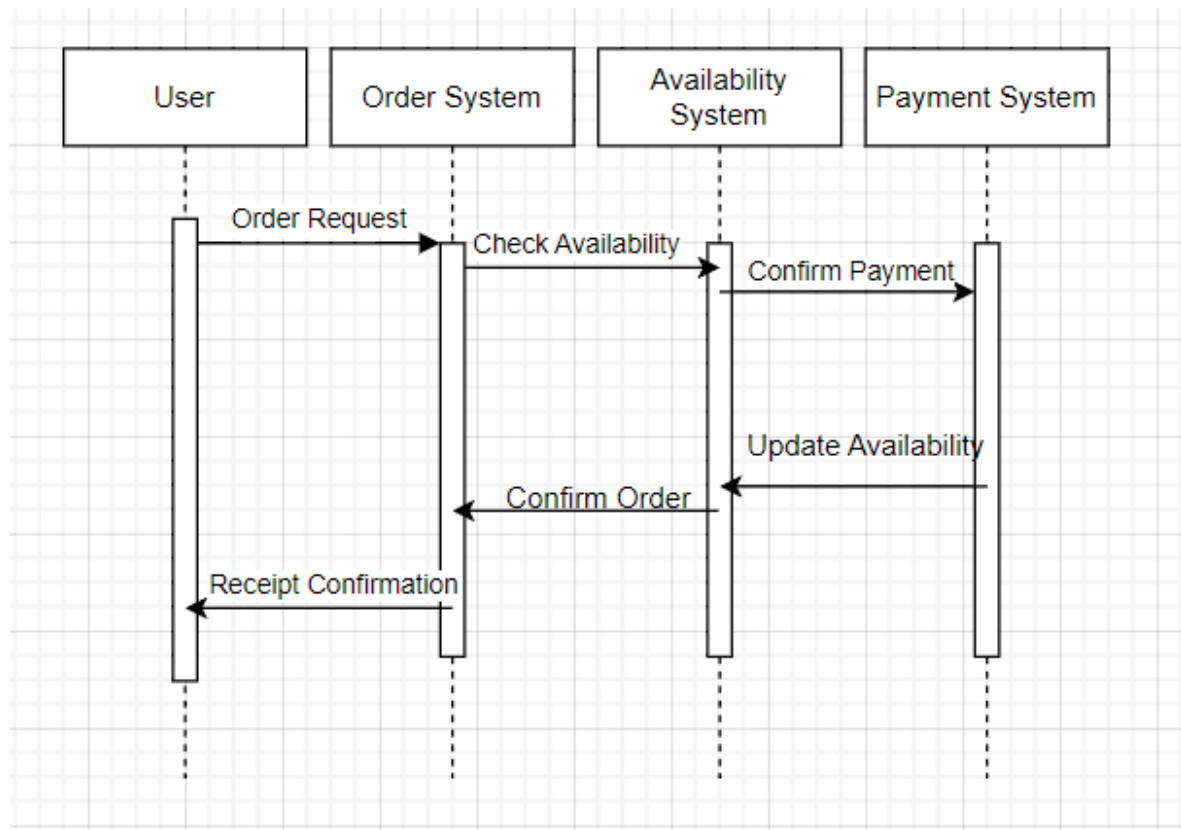 User
Order System
Availability
System
Payment System
Order Request
Check Availability
Confirm Payment
Update Availability
Confirm Order
Receipt Confirmation